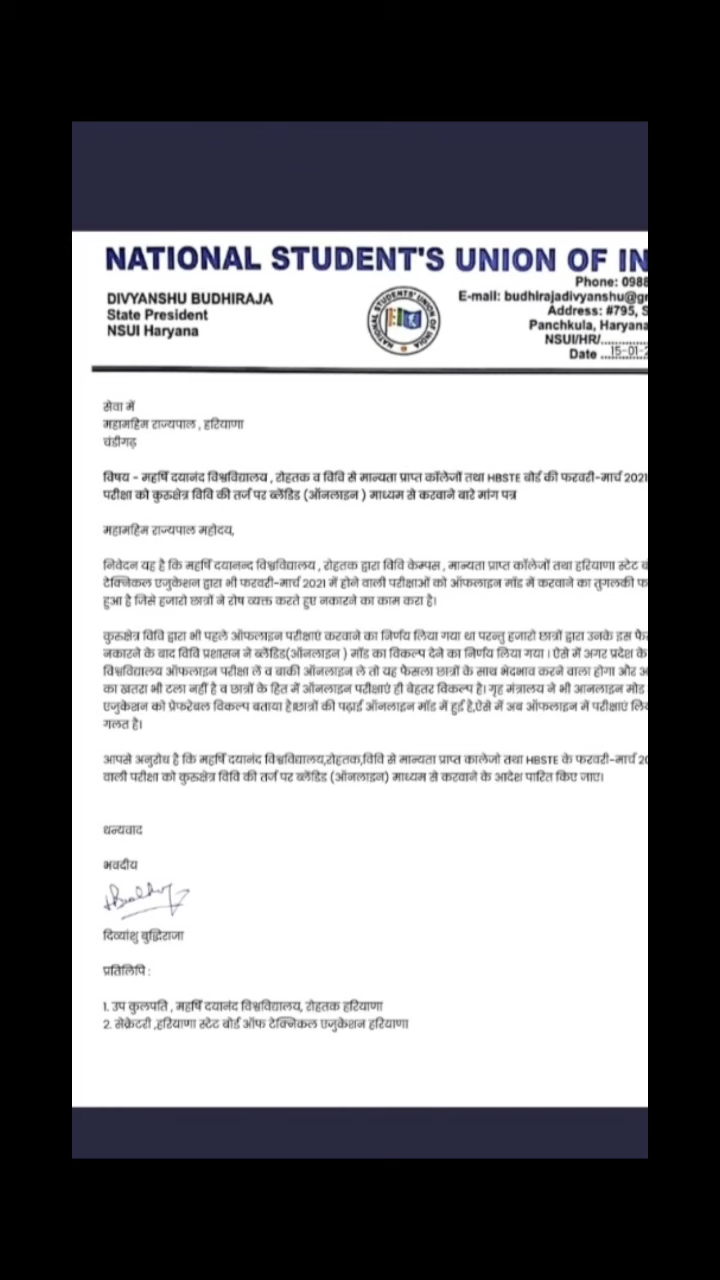 NATIONAL STUDENT'S UNION OF IN
DIVYANSHU BUDHIRAJA
State President
NSUI Haryana
NATIONAL STUDENTS' UNION OF INDIA
Phone: 098
E-mail: budhirajadivyanshu@g
Address: #795, S
Panchkula, Haryana
NSUI/HR/............
Date ...15-01-2
सेवा में
महामहिम राज्यपाल , हरियाणा
चंडीगढ़
विषय - महर्षि दयानंद विश्वविद्यालय , रोहतक व विवि से मान्यता प्राप्त कॉलेजों तथा HBSTE बोर्ड की फरवरी-मार्च 2021
परीक्षा को कुरुक्षेत्र विवि की तर्ज पर ब्लेंडिड (ऑनलाइन ) माध्यम से करवाने बारे मांग पत्र
महामहिम राज्यपाल महोदय,
निवेदन यह है कि महर्षि दयानन्द विश्वविद्यालय , रोहतक द्वारा विवि केम्पस , मान्यता प्राप्त कॉलेजों तथा हरियाणा स्टेट
टेक्निकल एजुकेशन द्वारा भी फरवरी-मार्च 2021 में होने वाली परीक्षाओं को ऑफलाइन मॉड में करवाने का तुगलकी फ
हुआ है जिसे हजारो छात्रों ने रोष व्यक्त करते हुए नकारने का काम करा है।
कुरुक्षेत्र विवि द्वारा भी पहले ऑफलाइन परीक्षाएं करवाने का निर्णय लिया गया था परन्तु हजारो छात्रों द्वारा उनके इस फै
नकारने के बाद विवि प्रशासन ने ब्लेंडिड(ऑनलाइन ) मॉड का विकल्प देने का निर्णय लिया गया । ऐसे में अगर प्रदेश के
विश्वविद्यालय ऑफलाइन परीक्षा लें व बाकी ऑनलाइन ले तो यह फैसला छात्रों के साथ भेदभाव करने वाला होगा और अ
का खतरा भी टला नहीं है व छात्रों के हित में ऑनलाइन परीक्षाएं ही बेहतर विकल्प है। गृह मंत्रालय ने भी आनलाइन मोड
एजुकेशन को प्रेफरेबल विकल्प बताया है।छात्रों की पढ़ाई ऑनलाइन मॉड में हुई है,ऐसे में अब ऑफलाइन में परीक्षाएं लि
गलत है।
आपसे अनुरोध है कि महर्षि दयानंद विश्वविद्यालय,रोहतक,विवि से मान्यता प्राप्त कालेजो तथा HBSTE के फरवरी-मार्च 20
वाली परीक्षा को कुरुक्षेत्र विवि की तर्ज पर ब्लेंडिड (ऑनलाइन) माध्यम से करवाने के आदेश पारित किए जाए।
धन्यवाद
भवदीय
दिव्यांशु बुद्धिराजा
प्रतिलिपि :
1. उप कुलपति , महर्षि दयानंद विश्वविद्यालय, रोहतक हरियाणा
2. सेक्रेटरी ,हरियाणा स्टेट बोर्ड ऑफ टेक्निकल एजुकेशन हरियाणा